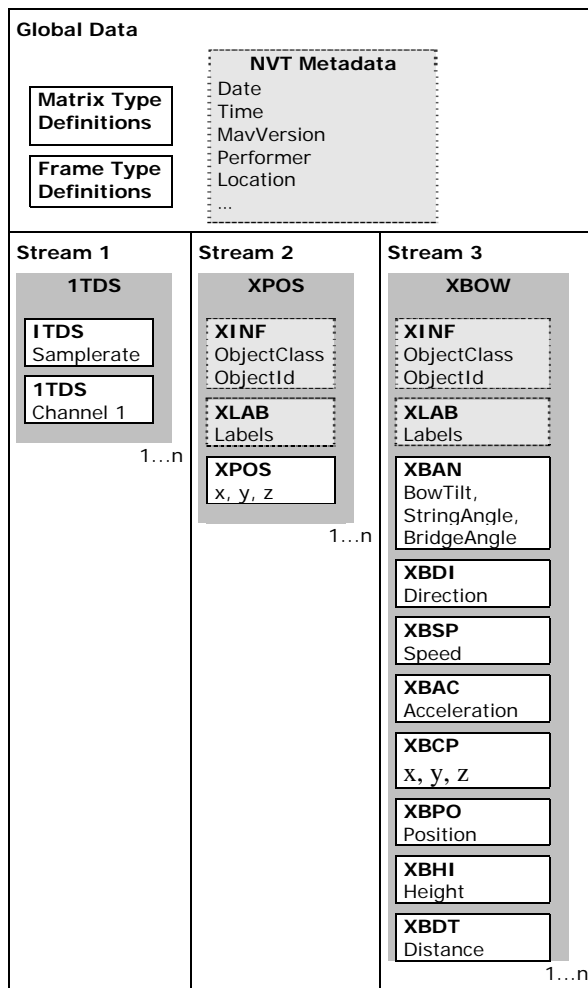 Global Data
NVT Metadata
Date
Time
MavVersion
Performer
Location
...
Matrix Type
Definitions
Frame Type
Definitions
Stream 1
1TDS
ITDS
Samplerate
1TDS
Channel 1
1...n
Stream 2
XPOS
XINF
ObjectClass
ObjectId
XLAB
Labels
XPOS
x, y, z
1...n
Stream 3
XBOW
XINF
ObjectClass
ObjectId
XLAB
Labels
XBAN
BowTilt,
StringAngle,
BridgeAngle
XBDI
Direction
XBSP
Speed
XBAC
Acceleration
XBCP
x, y, z
XBPO
Position
XBHI
Height
XBDT
Distance
1...n